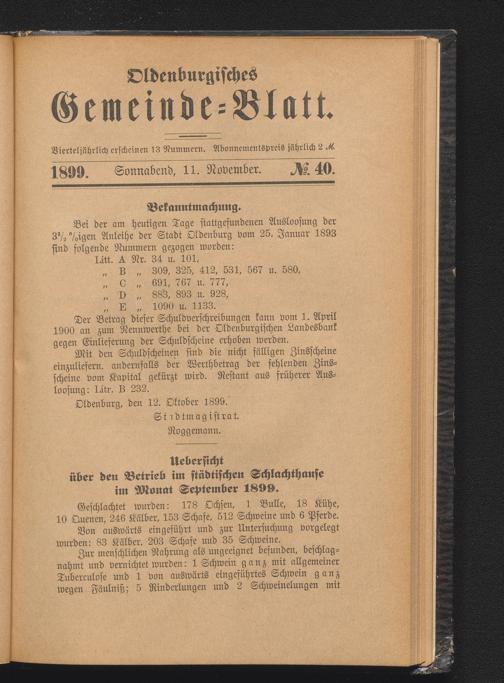 Oldenburgisches
Gemeinde-Blatt.
Vierteljährlich erscheinen 13 Nummern. Abonnementspreis jährlich 2 ℳ.
1899. Sonnabend, 11. November. № 40.
Bekanntmachung.
Bei der am heutigen Tage stattgefundenen Ausloosung der
3½ %igen Anleihe der Stadt Oldenburg vom 25. Januar 1893
sind folgende Nummern gezogen worden:
Litt. A Nr. 34 u. 101,
„ B „ 309, 325, 412, 531, 567 u. 580,
„ C „ 691, 767 u. 777,
„ D „ 883, 893 u. 928,
„ E „ 1090 u. 1133.
Der Betrag dieser Schuldverschreibungen kann vom 1. April
1900 an zum Nennwerthe bei der Oldenburgischen Landesbank
gegen Einlieferung der Schuldscheine erhoben werden.
Mit den Schuldscheinen sind die nicht fälligen Zinsscheine
einzuliefern, andernfalls der Werthbetrag der fehlenden Zins-
scheine vom Kapital gekürzt wird. Restant aus früherer Aus-
loosung: Litr. B 232.
Oldenburg, den 12. Oktober 1899.
Stadtmagistrat.
Roggemann.
Uebersicht
über den Betrieb im städtischen Schlachthause
im Monat September 1899.
Geschlachtet wurden: 178 Ochsen, 1 Bulle, 18 Kühe,
10 Quenen, 246 Kälber, 153 Schafe, 512 Schweine und 6 Pferde.
Von auswärts eingeführt und zur Untersuchung vorgelegt
wurden: 83 Kälber, 203 Schafe und 35 Schweine.
Zur menschlichen Nahrung als ungeeignet befunden, beschlag-
nahmt und vernichtet wurden: 1 Schwein ganz mit allgemeiner
Tuberculose und 1 von auswärts eingeführtes Schwein ganz
wegen Fäulniß; 5 Rinderlungen und 2 Schweinelungen mit